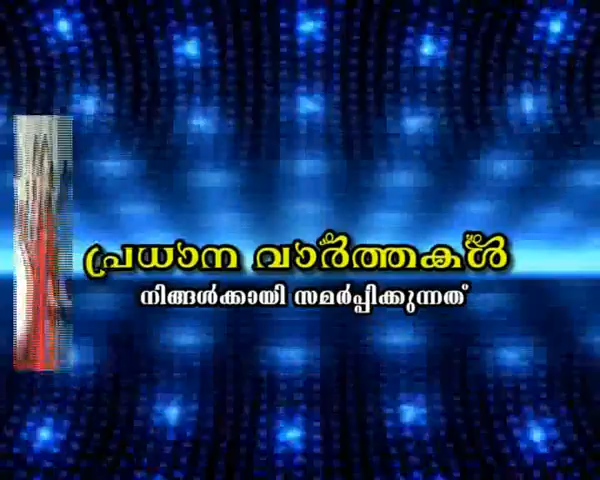 പ്രധാന വാർത്തകൾ
നിങ്ങൾക്കായി സമർപ്പിക്കുന്നത്